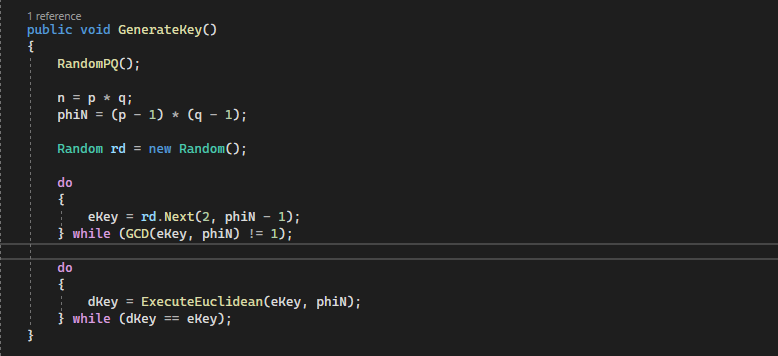 1 reference
public void GenerateKey()
{
RandomPQ();
n = p * q;
phiN = (p - 1) * (q - 1);
Random rd = new Random();
do
{
eKey = rd.Next(2, phiN - 1);
} while (GCD(eKey, phiN) != 1);
do
{
dKey = ExecuteEuclidean(eKey, phiN);
} while (dKey == eKey);
}